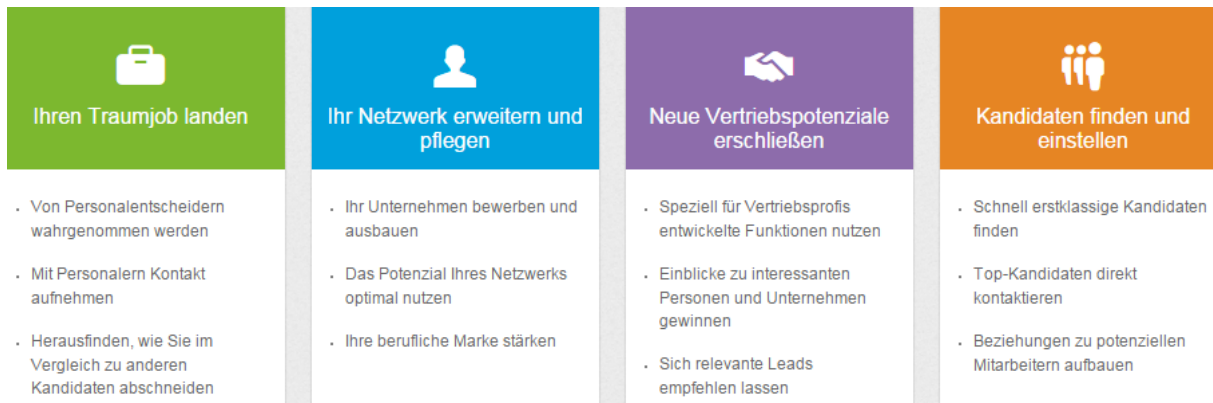 Ihren Traumjob landen
Von Personalentscheidern
wahrgenommen werden
Mit Personalern Kontakt
aufnehmen
Herausfinden, wie Sie im
Vergleich zu anderen
Kandidaten abschneiden
Ihr Netzwerk erweitern und
pflegen
Ihr Unternehmen bewerben und
ausbauen
Das Potenzial Ihres Netzwerks
optimal nutzen
Ihre berufliche Marke stärken
Neue Vertriebspotenziale
erschließen
Speziell für Vertriebsprofis
entwickelte Funktionen nutzen
Einblicke zu interessanten
Personen und Unternehmen
gewinnen
Sich relevante Leads
empfehlen lassen
Kandidaten finden und
einstellen
Schnell erstklassige Kandidaten
finden
Top-Kandidaten direkt
kontaktieren
Beziehungen zu potenziellen
Mitarbeitern aufbauen